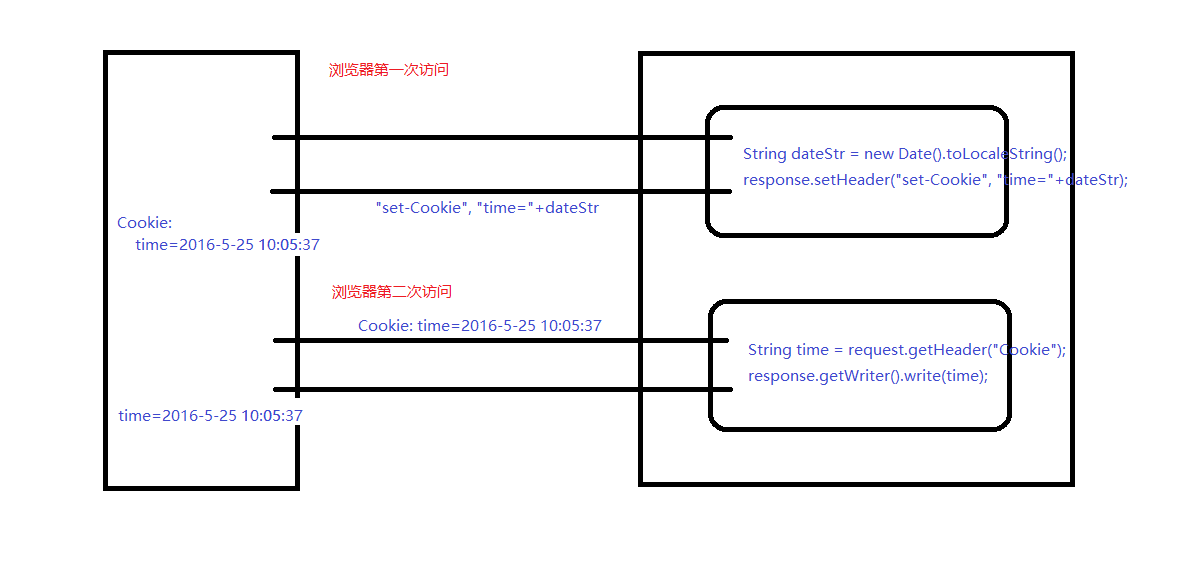 浏览器第一次访问
String dateStr = new Date().toLocaleString();
response.setHeader("set-Cookie", "time="+dateStr);
"set-Cookie", "time="+dateStr
Cookie:
time=2016-5-25 10:05:37
浏览器第二次访问
Cookie: time=2016-5-25 10:05:37
String time = request.getHeader("Cookie");
response.getWriter().write(time);
time=2016-5-25 10:05:37